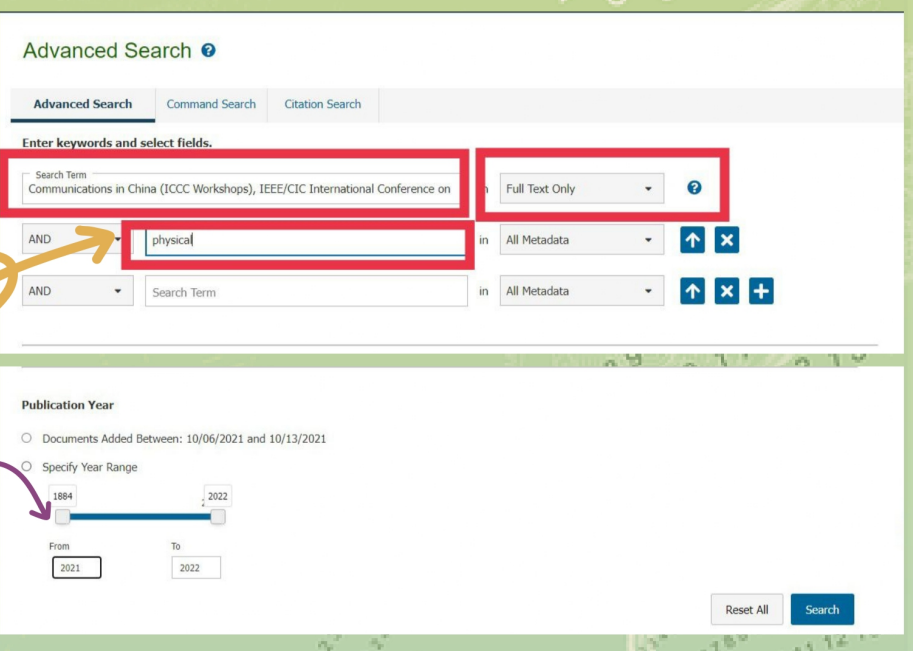 Advanced Search ?
Advanced Search Command Search Citation Search
Enter keywords and select fields.
Search Term
Communications in China (ICCC Workshops), IEEE/CIC International Conference on Full Text Only ?
AND physical in All Metadata
AND Search Term in All Metadata
Publication Year
Documents Added Between: 10/06/2021 and 10/13/2021
Specify Year Range
1884 2022
From To
2021 2022
Reset All Search